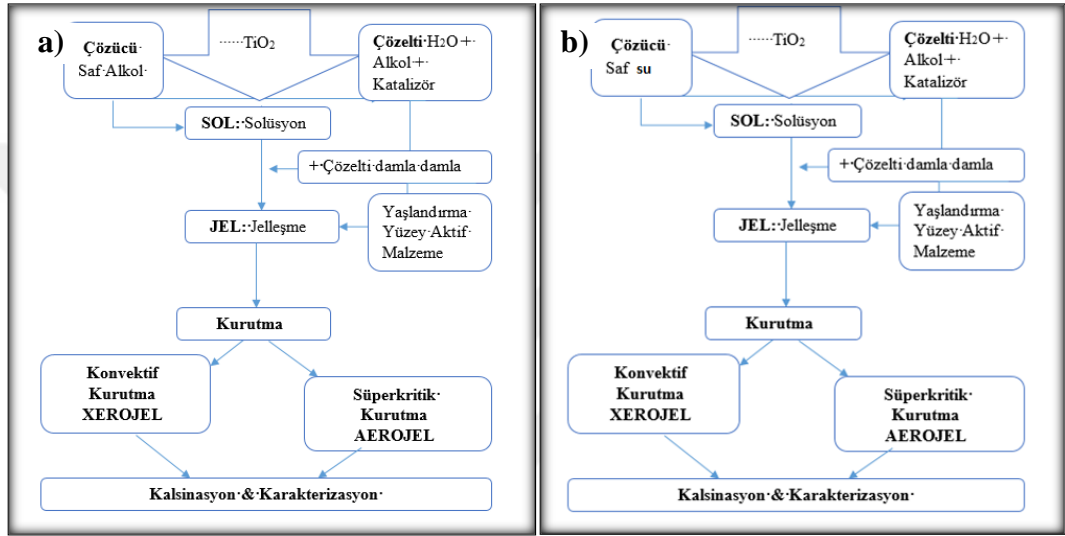 a)
Çözücü·
Saf·Alkol·
······TiO2
Çözelti·H2O+·
Alkol+·
Katalizör
SOL:·Solüsyon
+·Çözelti·damla·damla
JEL:·Jelleşme
Yaşlandırma·
Yüzey·Aktif·
Malzeme
Kurutma
Konvektif
Kurutma
XEROJEL
Süperkritik·
Kurutma
AEROJEL
Kalsinasyon·&·Karakterizasyon·
b)
Çözücü
Saf su
·····TiO2
Çözelti·H2O+·
Alkol+·
Katalizör
SOL:·Solüsyon
+·Çözelti·damla·damla
JEL:·Jelleşme
Yaşlandırma·
Yüzey·Aktif·
Malzeme
Kurutma
Konvektif
Kurutma
XEROJEL
Süperkritik·
Kurutma
AEROJEL
Kalsinasyon·&·Karakterizasyon·